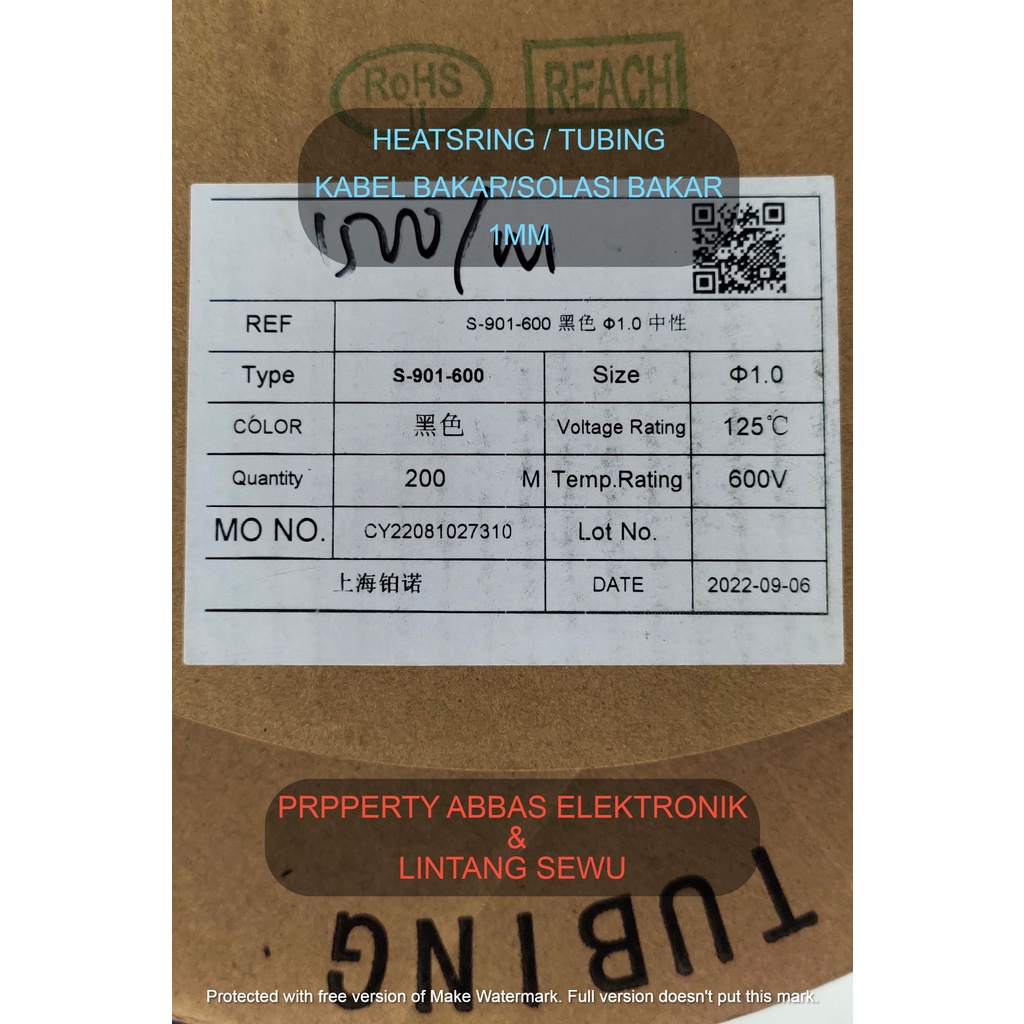 RoHS
REACH
HEATSRING / TUBING
KABEL BAKAR/SOLASI BAKAR
1MM
REF S-901-600 黑色 Φ1.0 中性
Type S-901-600 Size Φ1.0
COLOR 黑色 Voltage Rating 125℃
Quantity 200 M Temp.Rating 600V
MO NO. CY22081027310 Lot No.
上海铂诺 DATE 2022-09-06
PRPPERTY ABBAS ELEKTRONIK
&
LINTANG SEWU
TUBING
Protected with free version of Make Watermark. Full version doesn't put this mark.